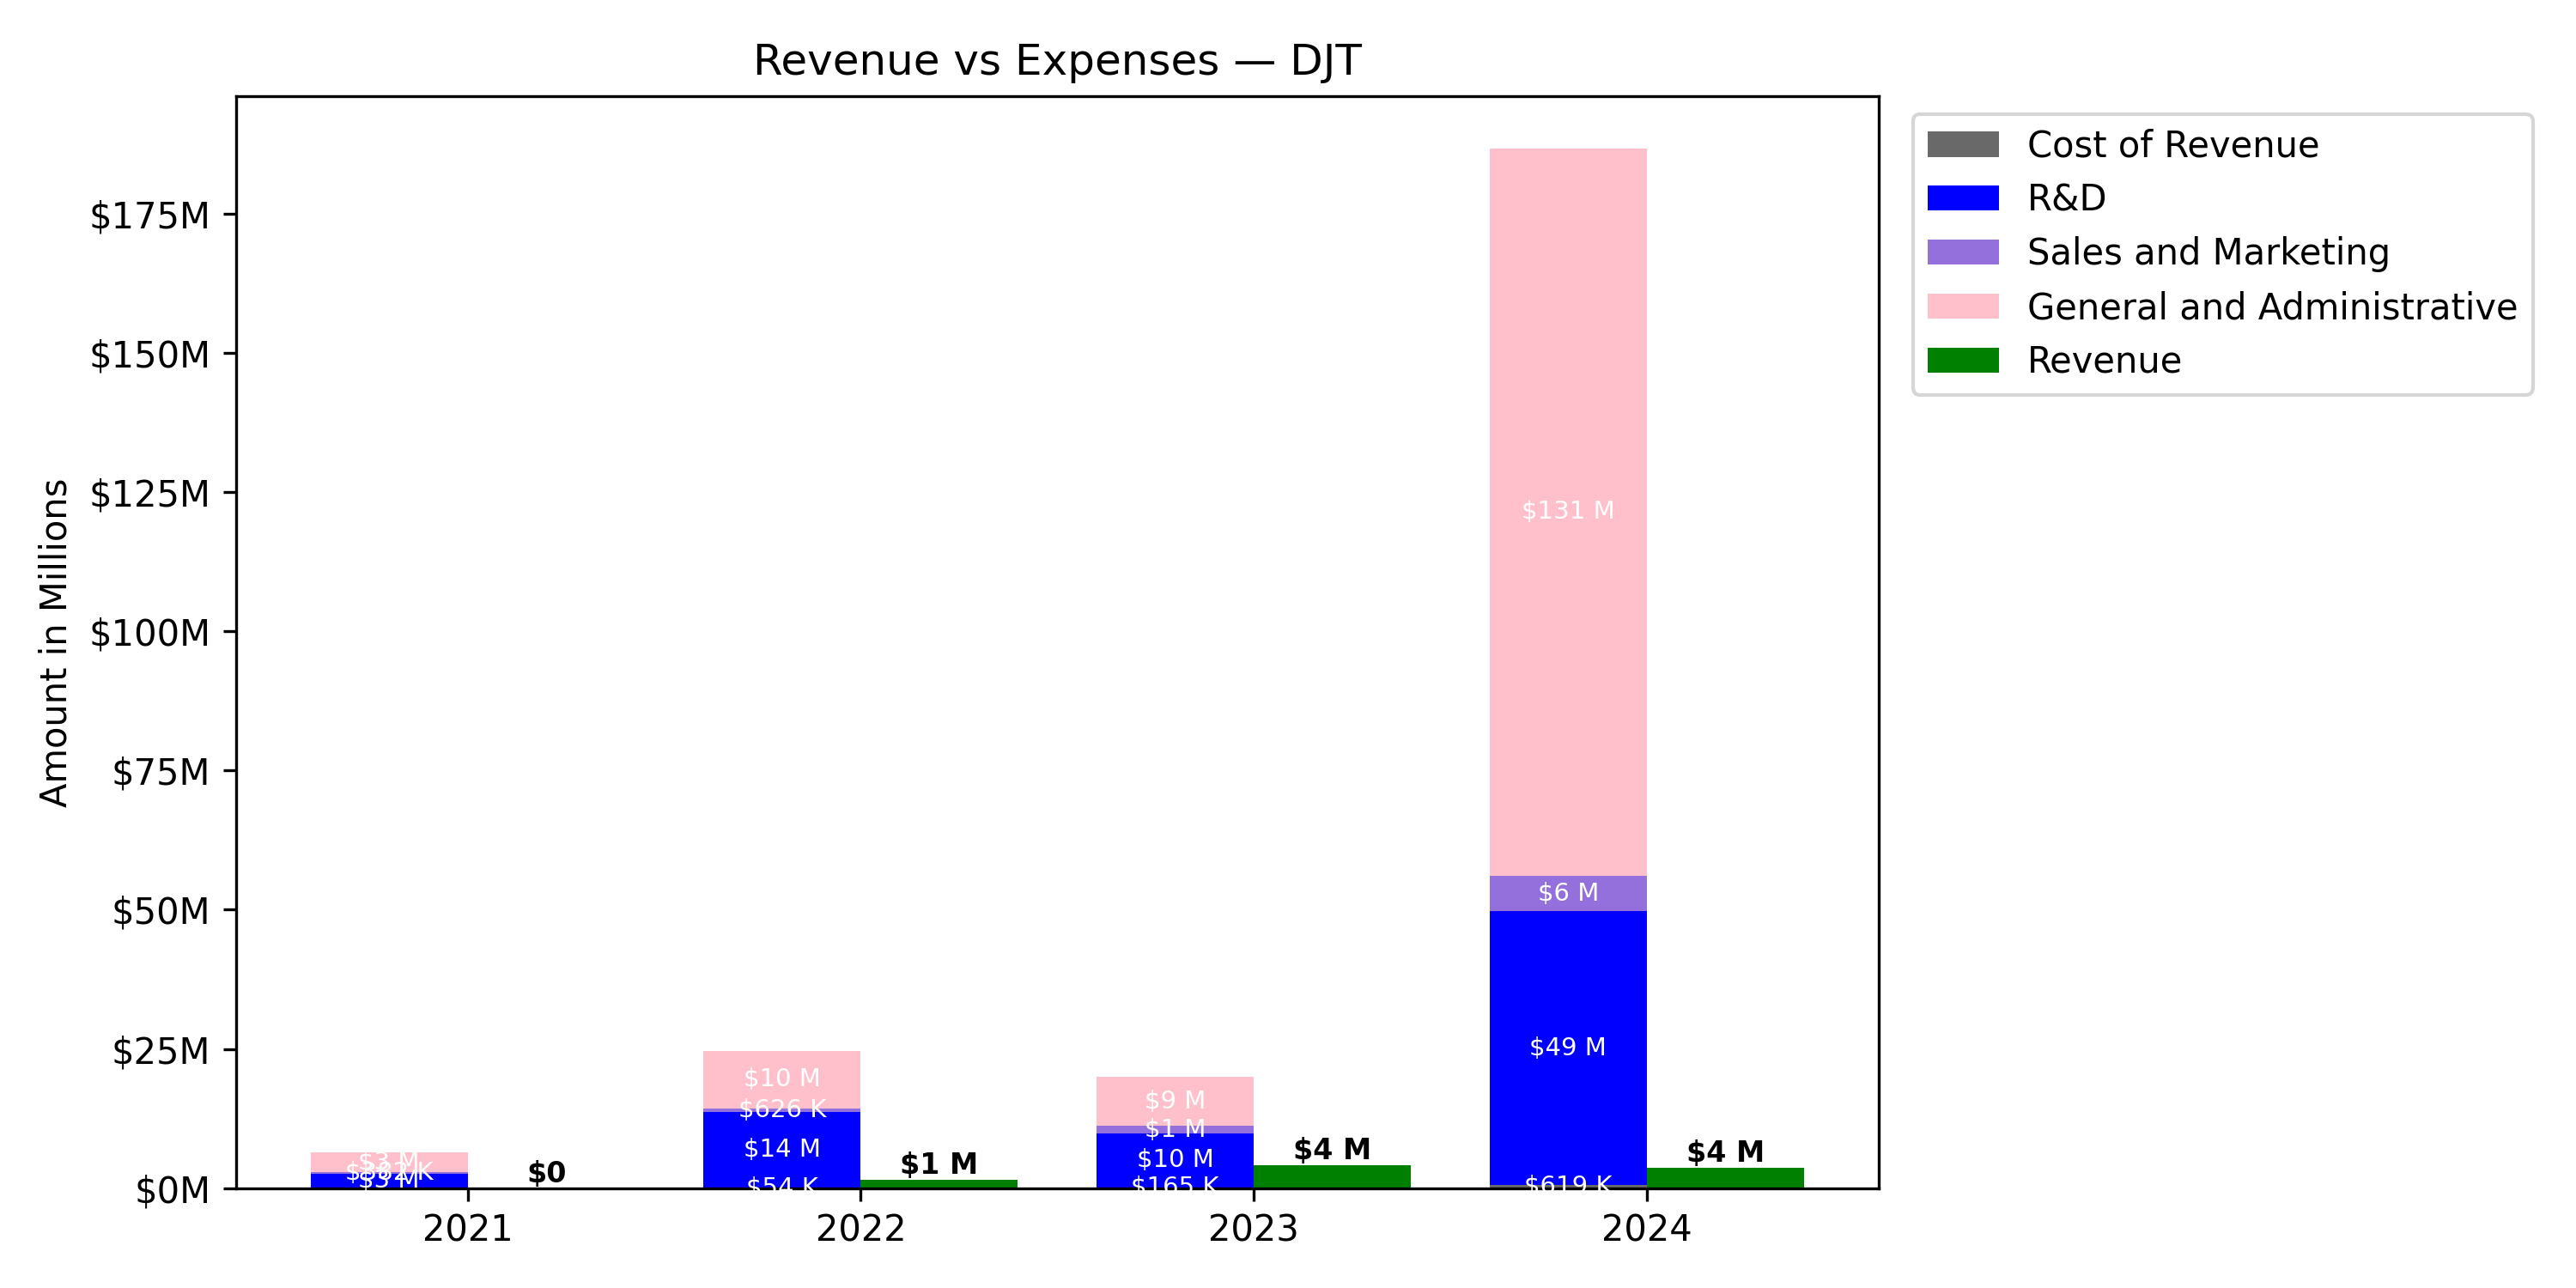 Revenue vs Expenses — DJT
Cost of Revenue
R&D
Sales and Marketing
General and Administrative
Revenue
Amount in Millions
$175M
$150M
$125M
$100M
$75M
$50M
$25M
$0M
$3 M
$3 M
$0
$10 M
$626 K
$14 M
$54 K
$1 M
$9 M
$1 M
$10 M
$165 K
$4 M
$131 M
$6 M
$49 M
$619 K
$4 M
2021
2022
2023
2024